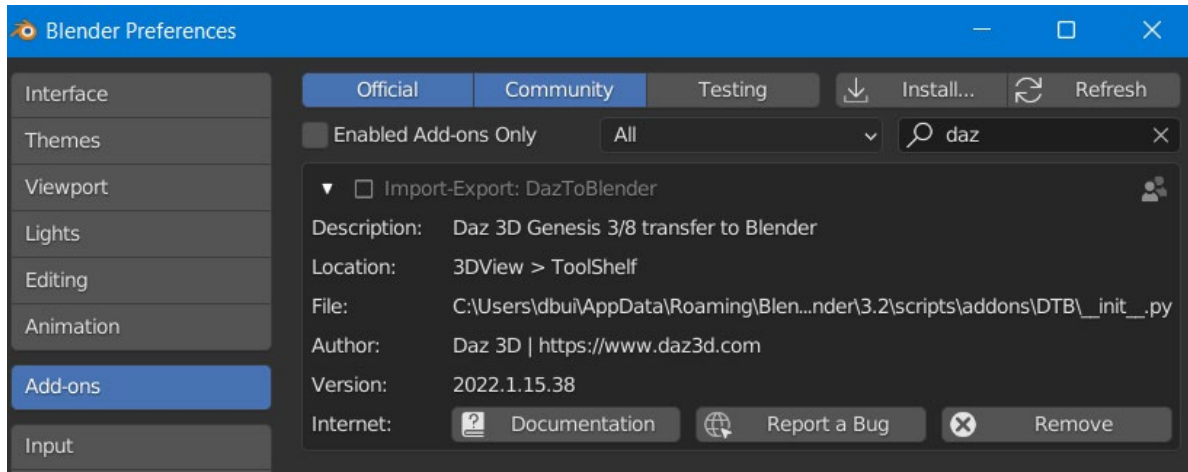 Blender Preferences
Interface
Themes
Viewport
Lights
Editing
Animation
Add-ons
Input
Official Community Testing Install... Refresh
Enabled Add-ons Only All daz
Import-Export: DazToBlender
Description: Daz 3D Genesis 3/8 transfer to Blender
Location: 3DView > ToolShelf
File: C:\Users\dbui\AppData\Roaming\Blen...nder\3.2\scripts\addons\DTB\__init__.py
Author: Daz 3D | https://www.daz3d.com
Version: 2022.1.15.38
Internet: Documentation Report a Bug Remove